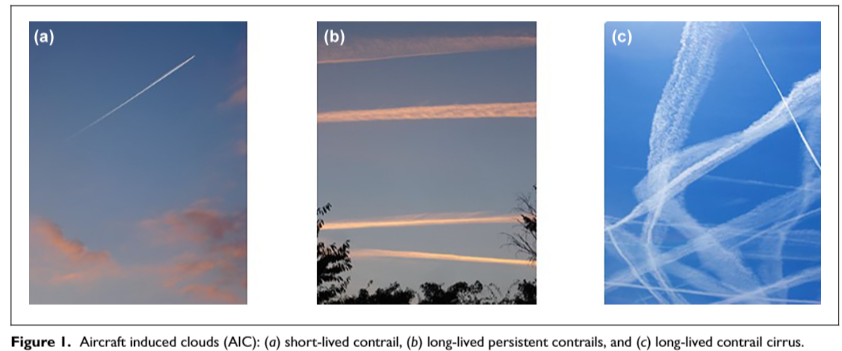 (a)
(b)
(c)
Figure 1. Aircraft induced clouds (AIC): (a) short-lived contrail, (b) long-lived persistent contrails, and (c) long-lived contrail cirrus.